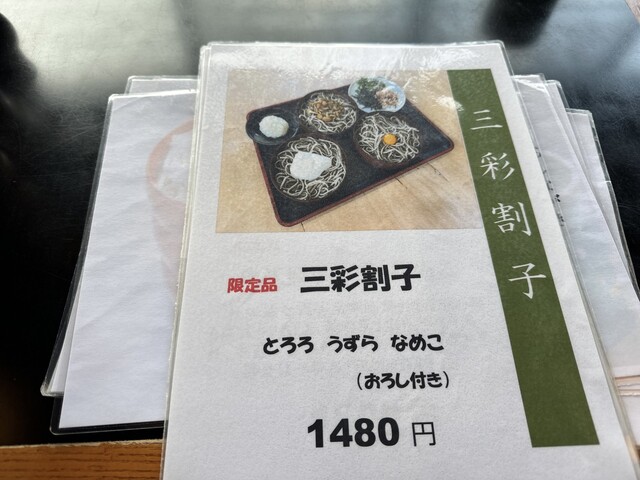 三彩割子
限定品 三彩割子
とろろ うずら なめこ
(おろし付き)
1480 円